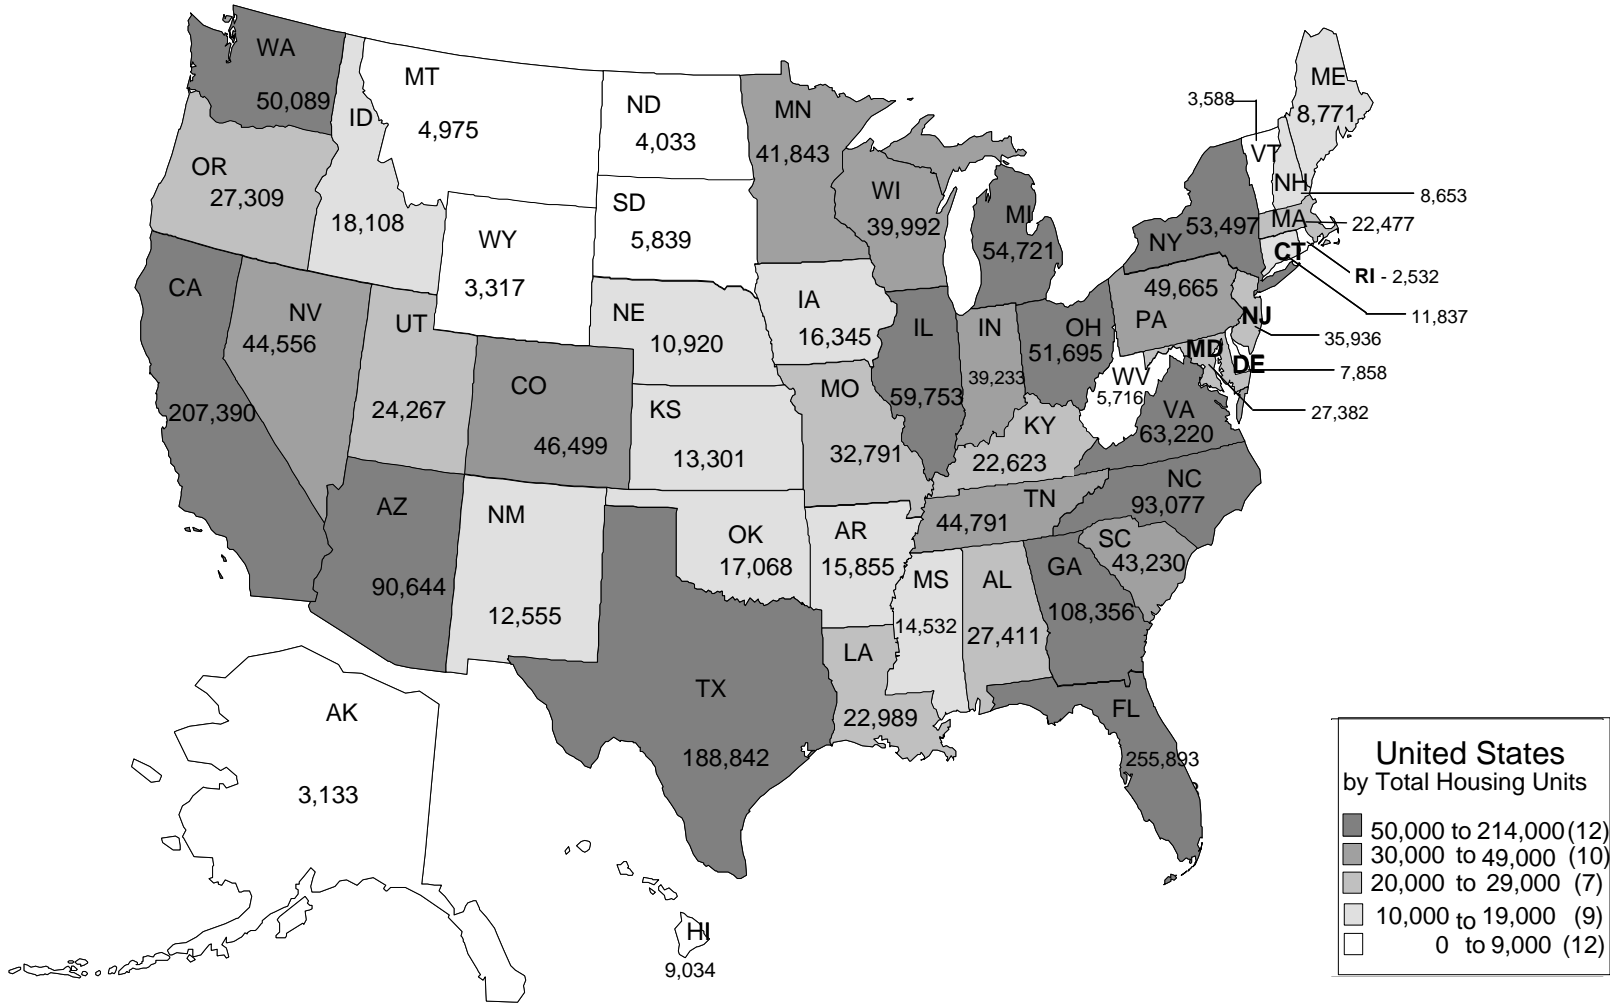 WA
50,089
MT
4,975
ID
18,108
ND
4,033
MN
41,843
3,588
VT
ME
8,771
OR
27,309
SD
5,839
WI
39,992
MI
54,721
NY
53,497
NH
8,653
MA
22,477
CT
RI - 2,532
11,837
WY
3,317
CA
207,390
NV
44,556
UT
24,267
NE
10,920
IA
16,345
IL
59,753
IN
39,233
OH
51,695
49,665
PA
NJ
35,936
MD
DE
7,858
27,382
WV
5,716
VA
63,220
CO
46,499
KS
13,301
MO
32,791
KY
22,623
AZ
90,644
NM
12,555
OK
17,068
AR
15,855
TN
44,791
NC
93,077
SC
43,230
MS
14,532
AL
27,411
GA
108,356
LA
22,989
TX
188,842
FL
255,893
AK
3,133
HI
9,034
United States
by Total Housing Units
50,000 to 214,000 (12)
30,000 to 49,000 (10)
20,000 to 29,000 (7)
10,000 to 19,000 (9)
0 to 9,000 (12)